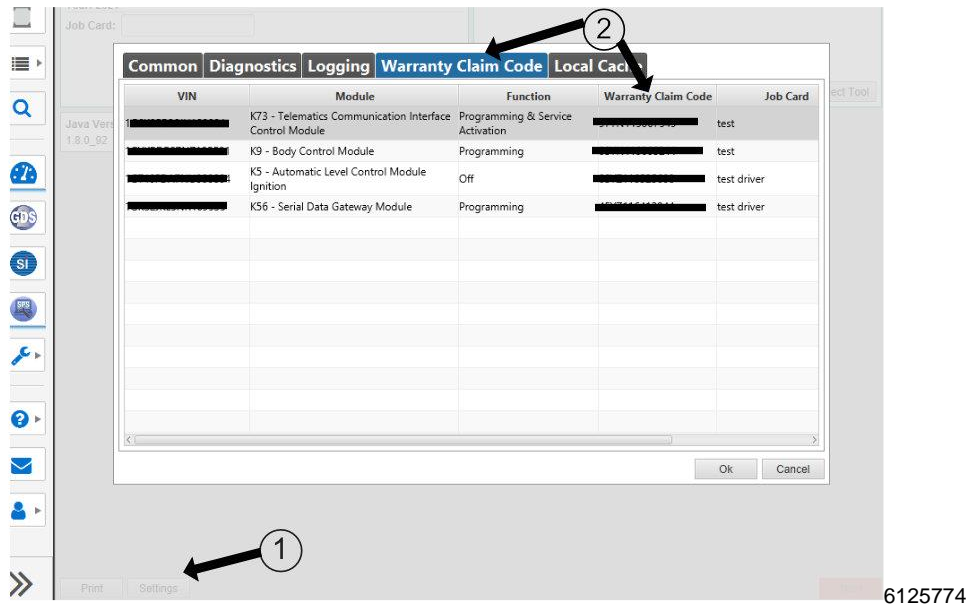 Job Card:
2
Common Diagnostics Logging Warranty Claim Code Local Cache
VIN Module Function Warranty Claim Code Job Card
ect Tool
K73 - Telematics Communication Interface Control Module Programming & Service Activation test
Java Vers
1.8.0_92
K9 - Body Control Module Programming test
K5 - Automatic Level Control Module Ignition Off test driver
K56 - Serial Data Gateway Module Programming test driver
GDS
SI
SPS
Ok Cancel
1
Print Settings
6125774